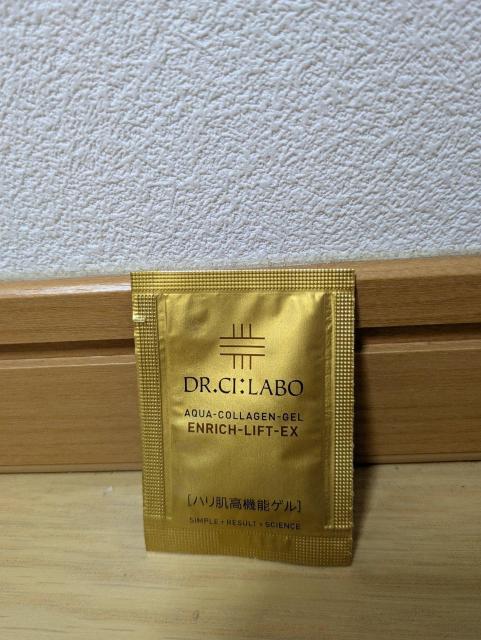 DR.CI:LABO
AQUA-COLLAGEN-GEL
ENRICH-LIFT-EX
[ハリ肌高機能ゲル]
SIMPLE+RESULT+SCIENCE